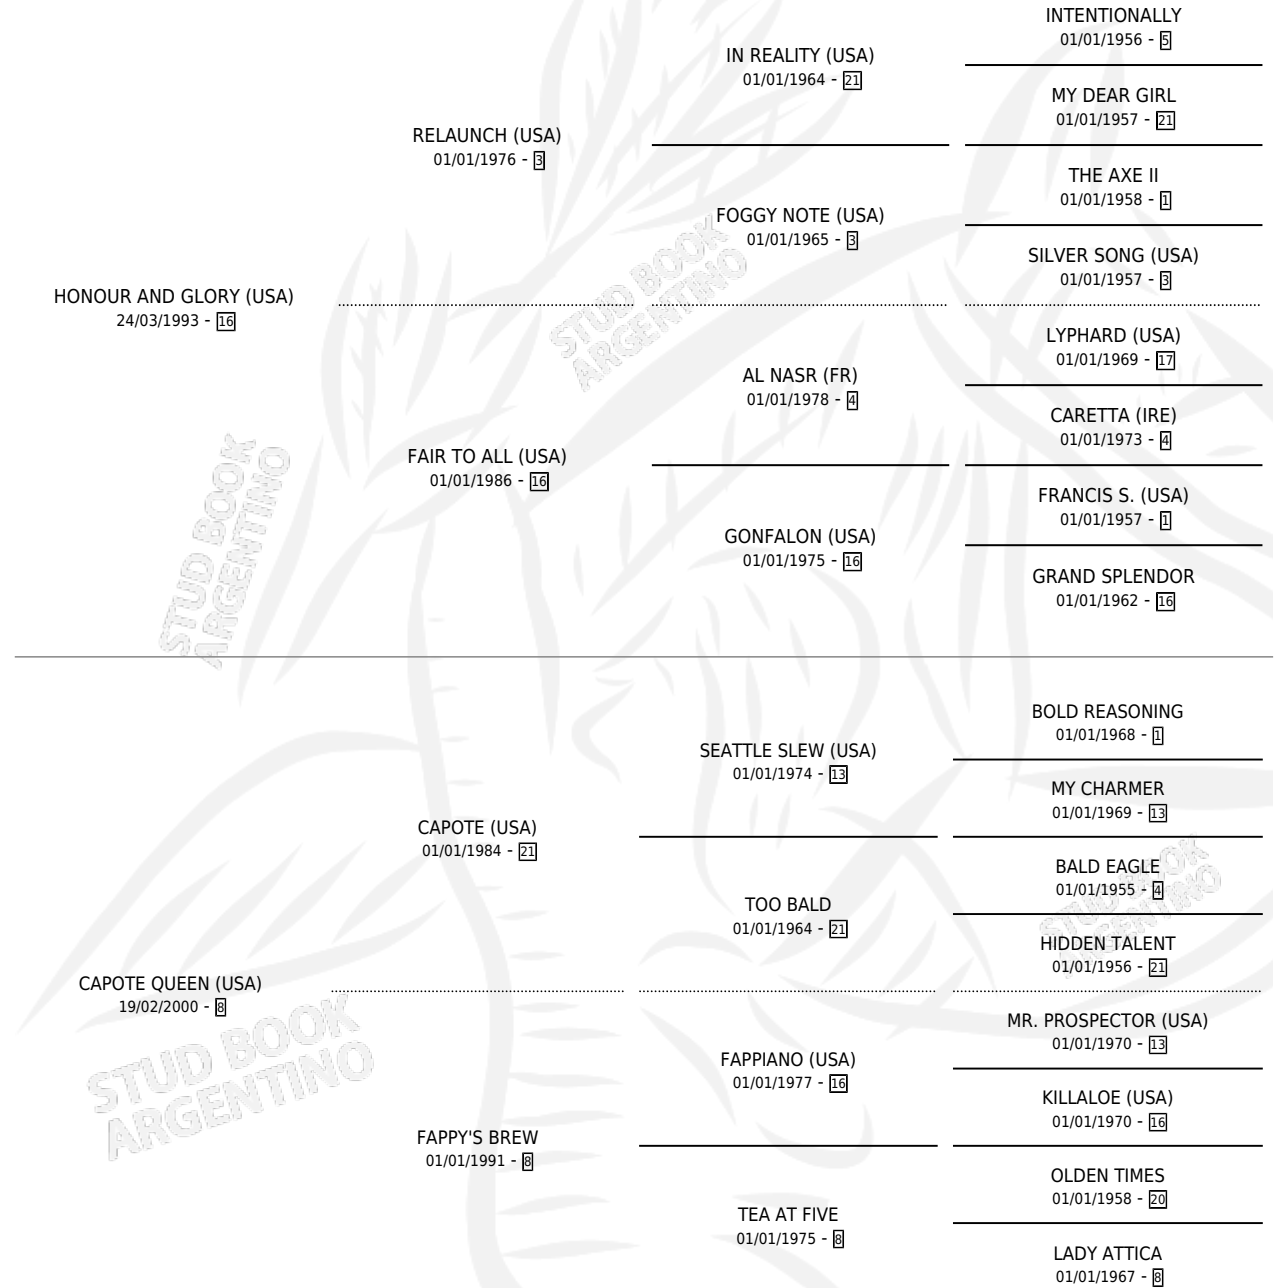 INTENTIONALLY
01/01/1956 - 5
IN REALITY (USA)
01/01/1964 - 21
MY DEAR GIRL
01/01/1957 - 21
RELAUNCH (USA)
01/01/1976 - 3
THE AXE II
01/01/1958 - 1
FOGGY NOTE (USA)
01/01/1965 - 3
SILVER SONG (USA)
01/01/1957 - 3
HONOUR AND GLORY (USA)
24/03/1993 - 16
LYPHARD (USA)
01/01/1969 - 17
AL NASR (FR)
01/01/1978 - 4
CARETTA (IRE)
01/01/1973 - 4
FAIR TO ALL (USA)
01/01/1986 - 16
FRANCIS S. (USA)
01/01/1957 - 1
GONFALON (USA)
01/01/1975 - 16
GRAND SPLENDOR
01/01/1962 - 16
STUD BOOK
ARGENTINO
STUD BOOK
ARGENTINO
BOLD REASONING
01/01/1968 - 1
SEATTLE SLEW (USA)
01/01/1974 - 13
MY CHARMER
01/01/1969 - 13
CAPOTE (USA)
01/01/1984 - 21
BALD EAGLE
01/01/1955 - 4
TOO BALD
01/01/1964 - 21
HIDDEN TALENT
01/01/1956 - 21
CAPOTE QUEEN (USA)
19/02/2000 - 8
MR. PROSPECTOR (USA)
01/01/1970 - 13
FAPPIANO (USA)
01/01/1977 - 16
KILLALOE (USA)
01/01/1970 - 16
FAPPY'S BREW
01/01/1991 - 8
OLDEN TIMES
01/01/1958 - 20
TEA AT FIVE
01/01/1975 - 8
LADY ATTICA
01/01/1967 - 8
STUD BOOK
ARGENTINO
STUD BOOK
ARGENTINO